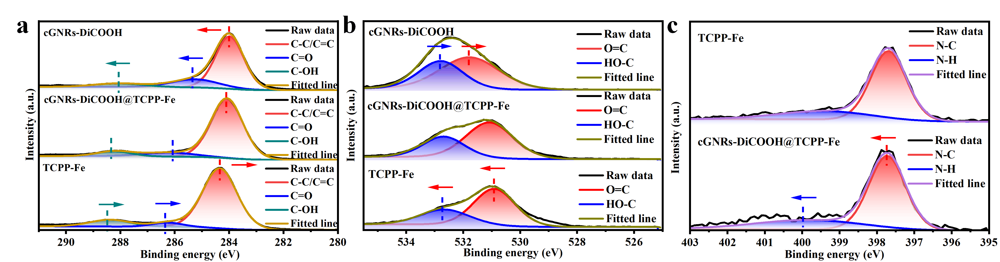 a
cGNRs-DiCOOH
Raw data
C-C/C=C
C=O
C-OH
Fitted line
cGNRs-DiCOOH@TCPP-Fe
Raw data
C-C/C=C
C=O
C-OH
Fitted line
TCPP-Fe
Raw data
C-C/C=C
C=O
C-OH
Fitted line
Intensity (a.u.)
290 288 286 284 282 280
Binding energy (eV)
b
cGNRs-DiCOOH
Raw data
O=C
HO-C
Fitted line
cGNRs-DiCOOH@TCPP-Fe
Raw data
O=C
HO-C
Fitted line
TCPP-Fe
Raw data
O=C
HO-C
Fitted line
Intensity (a.u.)
534 532 530 528 526
Binding energy (eV)
c
TCPP-Fe
Raw data
N-C
N-H
Fitted line
cGNRs-DiCOOH@TCPP-Fe
Raw data
N-C
N-H
Fitted line
Intensity (a.u.)
403 402 401 400 399 398 397 396 395
Binding energy (eV)